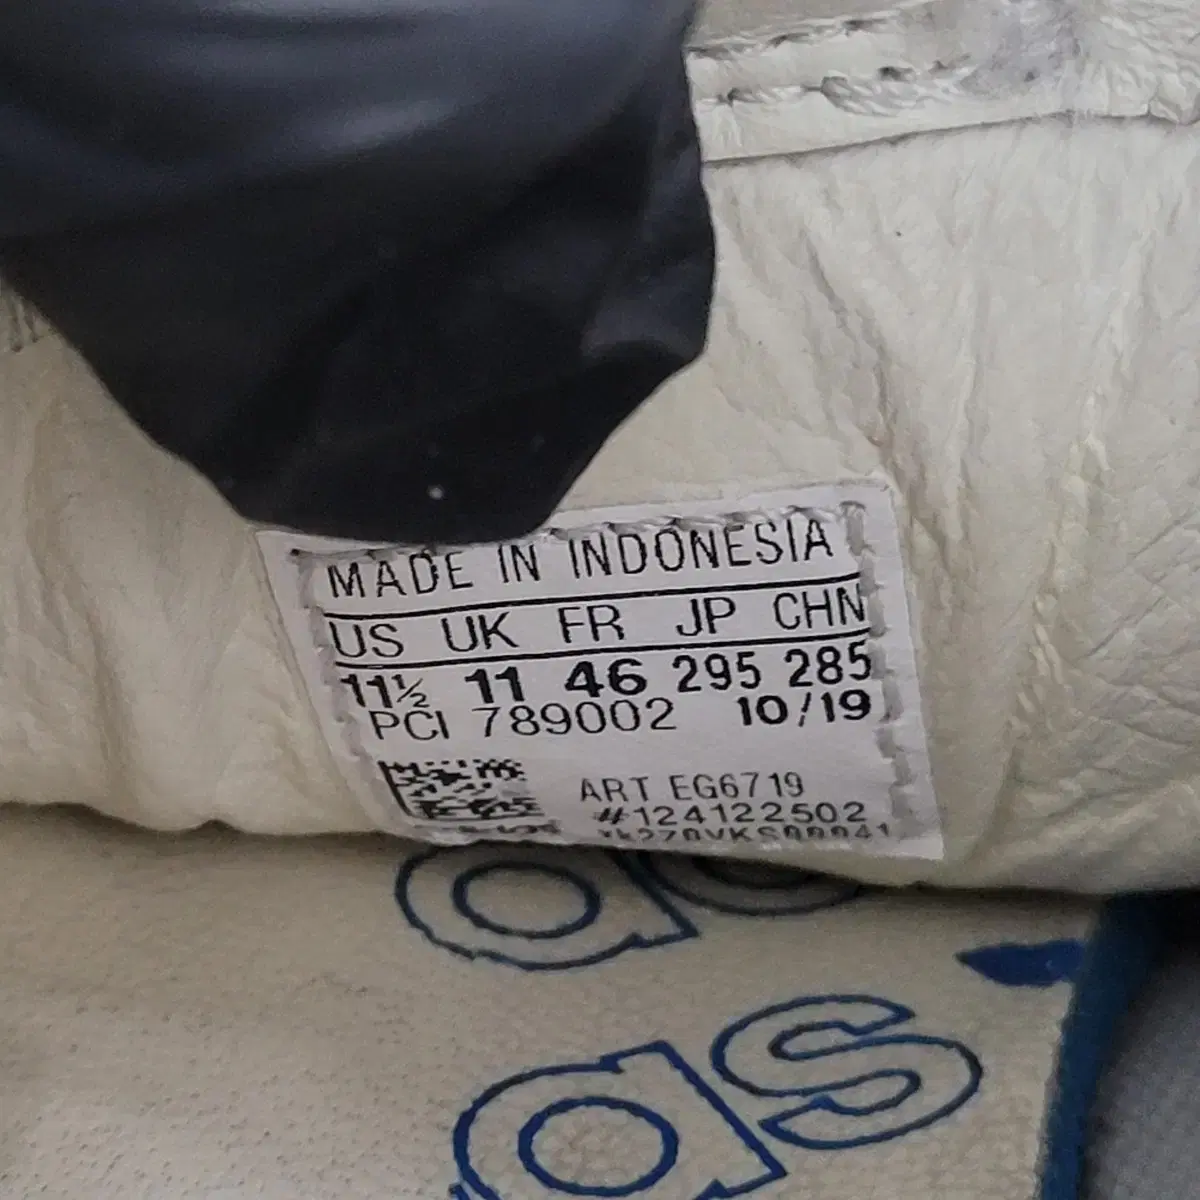 MADE IN INDONESIA
US UK FR JP CHN
11½ 11 46 295 285
PCI 789002 10/19
ART EG6719
#124122502
as